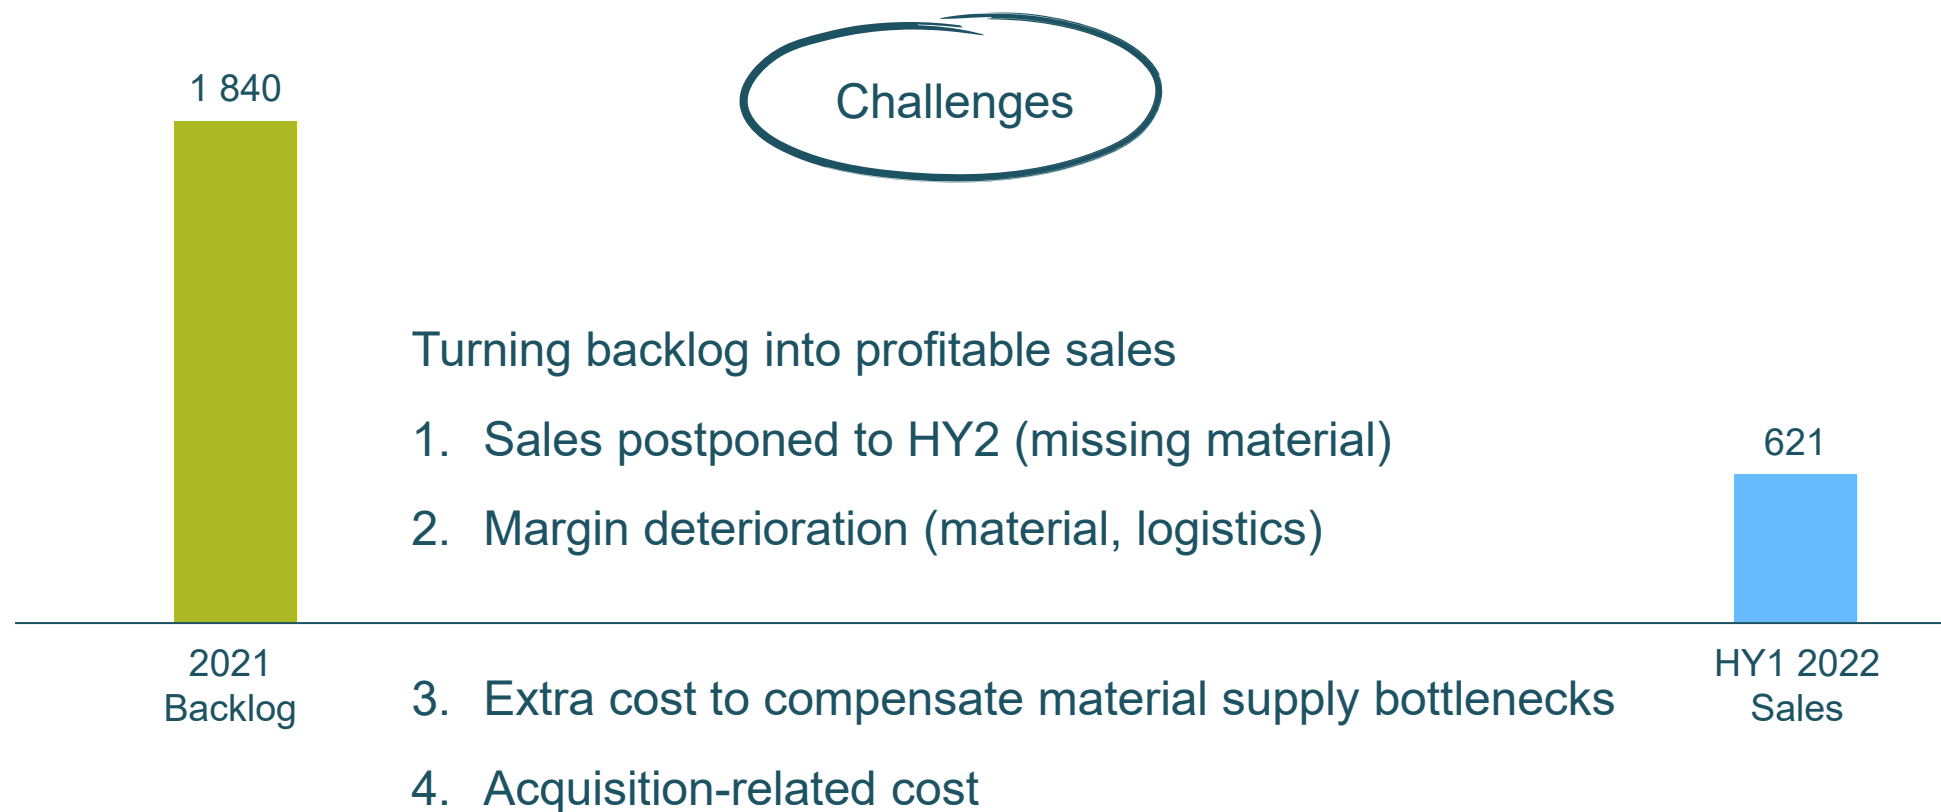 Challenges
1 840
Turning backlog into profitable sales
1. Sales postponed to HY2 (missing material)
621
2. Margin deterioration (material, logistics)
2021
Backlog
HY1 2022
Sales
3. Extra cost to compensate material supply bottlenecks
4. Acquisition-related cost